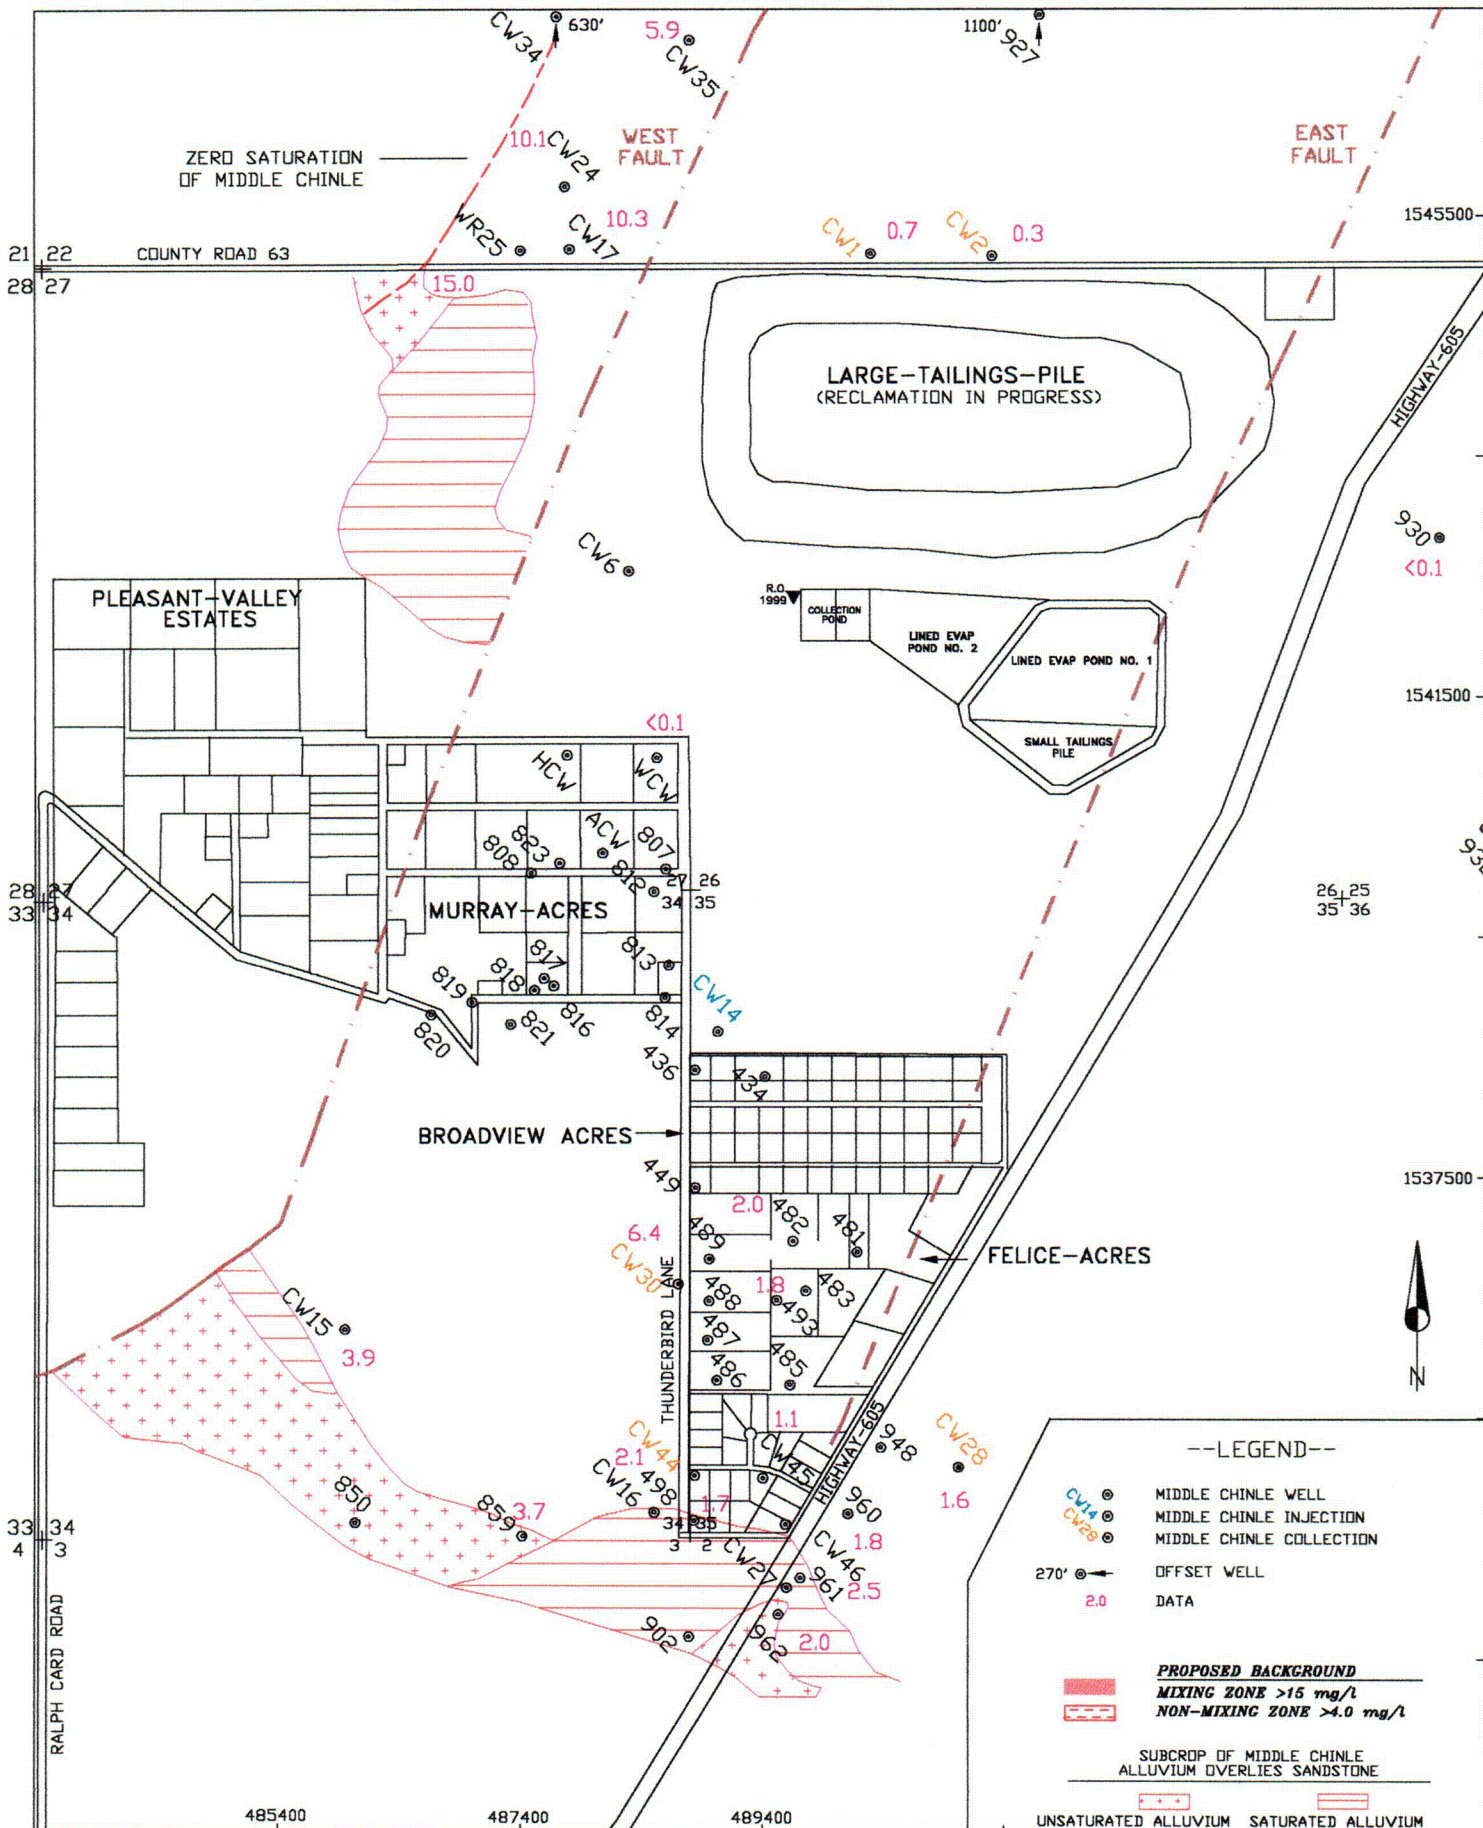 CW34
630'
5.9
CW35
1100'
927
ZERO SATURATION
OF MIDDLE CHINLE
10.1
CW24
WEST
FAULT
EAST
FAULT
WR25
CW17
10.3
CW1
0.7
CW2
0.3
1545500
21 22
COUNTY ROAD 63
28 27
15.0
LARGE-TAILINGS-PILE
(RECLAMATION IN PROGRESS)
HIGHWAY-605
930
<0.1
CW6
PLEASANT-VALLEY
ESTATES
R.O.
1999
COLLECTION
POND
LINED EVAP
POND NO. 2
LINED EVAP POND NO. 1
SMALL TAILINGS
PILE
1541500
<0.1
HCW
WCW
808
823
ACW
807
812
28 27
33 34
27 26
34 35
26 25
35 36
MURRAY-ACRES
819
818
817
813
816
821
820
814
CW14
436
434
BROADVIEW ACRES
449
1537500
2.0
6.4
489
482
481
FELICE-ACRES
CW30
THUNDERBIRD LANE
488
1.8
493
483
487
486
485
CW15
3.9
1.1
CW44
2.1
498
CW16
CW45
HIGHWAY-605
948
CW28
1.6
850
859
3.7
1.7
960
1.8
33 34
4 3
34 35
3 2
CW27
CW46
961
2.5
902
962
2.0
RALPH CARD ROAD
N
--LEGEND--
CW14
CW28
MIDDLE CHINLE WELL
MIDDLE CHINLE INJECTION
MIDDLE CHINLE COLLECTION
270' OFFSET WELL
2.0 DATA
PROPOSED BACKGROUND
MIXING ZONE >15 mg/l
NON-MIXING ZONE >4.0 mg/l
SUBCROP OF MIDDLE CHINLE
ALLUVIUM OVERLIES SANDSTONE
UNSATURATED ALLUVIUM SATURATED ALLUVIUM
485400
487400
489400